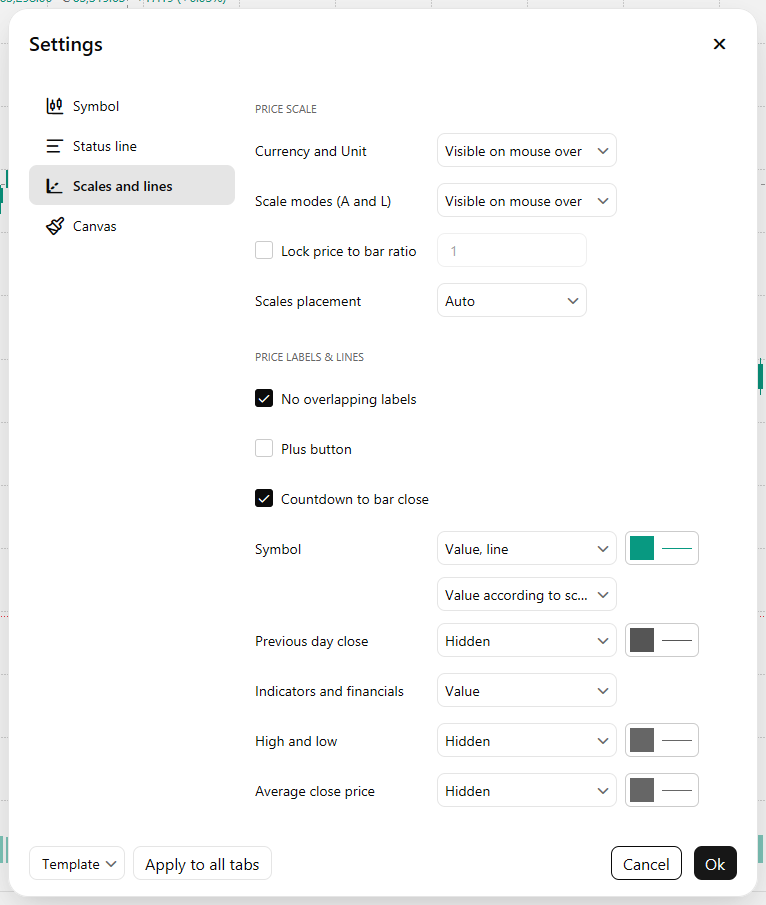 Settings
Symbol
Status line
Scales and lines
Canvas
PRICE SCALE
Currency and Unit Visible on mouse over
Scale modes (A and L) Visible on mouse over
Lock price to bar ratio 1
Scales placement Auto
PRICE LABELS & LINES
No overlapping labels
Plus button
Countdown to bar close
Symbol Value, line
Value according to sc...
Previous day close Hidden
Indicators and financials Value
High and low Hidden
Average close price Hidden
Template Apply to all tabs Cancel Ok